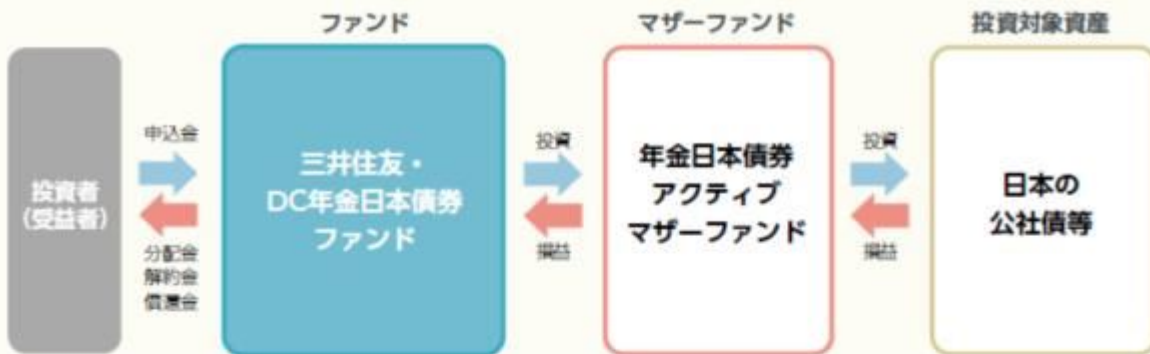 ファンド
マザーファンド
投資対象資産
投資者
(受益者)
申込金
分配金
解約金
償還金
三井住友・
DC年金日本債券
ファンド
投資
損益
年金日本債券
アクティブ
マザーファンド
投資
損益
日本の
公社債等